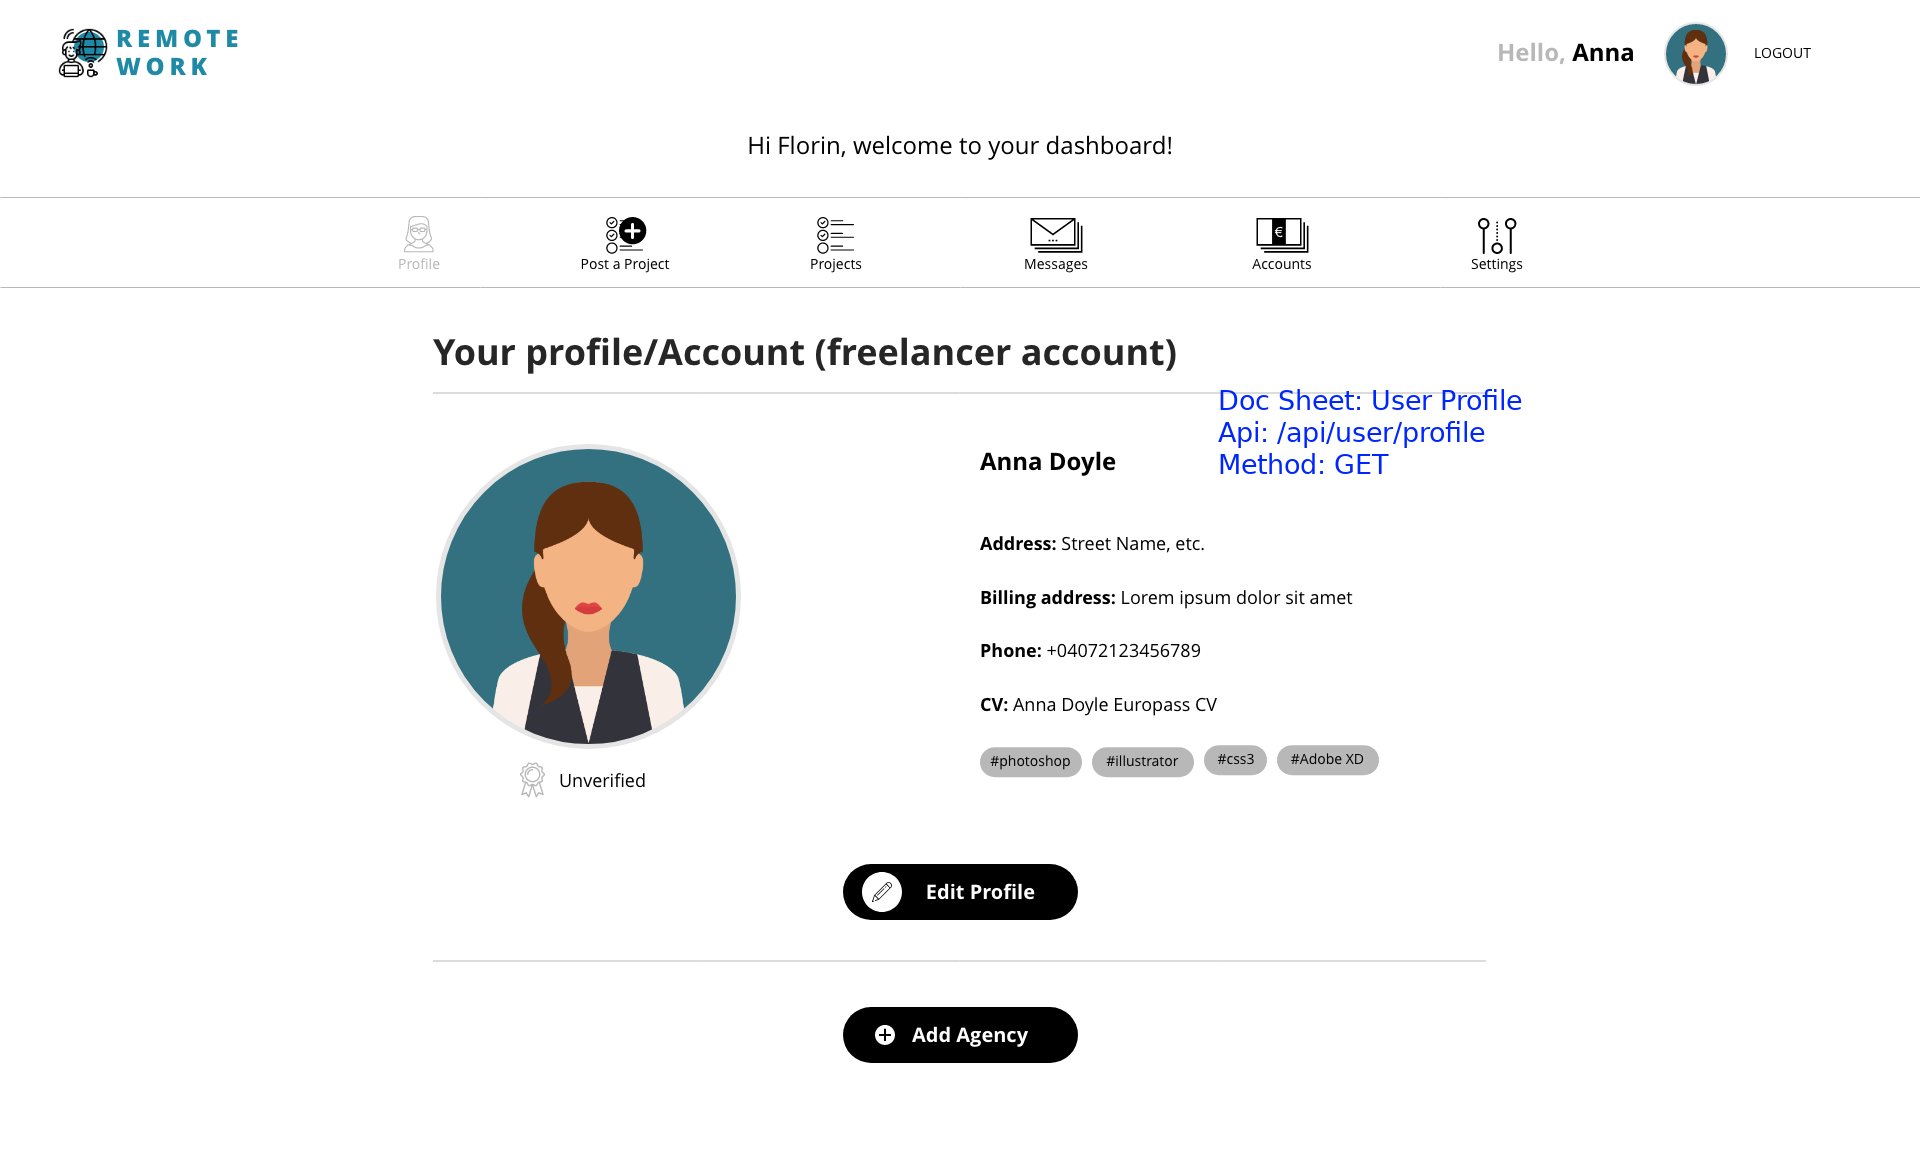 REMOTE
WORK
Hello, Anna
LOGOUT
Hi Florin, welcome to your dashboard!
Profile
Post a Project
Projects
Messages
€
Accounts
Settings
Your profile/Account (freelancer account)
Doc Sheet: User Profile
Api: /api/user/profile
Method: GET
Anna Doyle
Address: Street Name, etc.
Billing address: Lorem ipsum dolor sit amet
Phone: +04072123456789
CV: Anna Doyle Europass CV
#photoshop #illustrator #css3 #Adobe XD
Unverified
Edit Profile
Add Agency